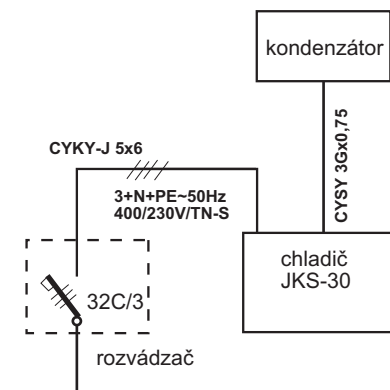 kondenzátor
CYKY-J 5x6
CYSY 3Gx0,75
3+N+PE~50Hz
400/230V/TN-S
chladič
JKS-30
32C/3
rozvádzač